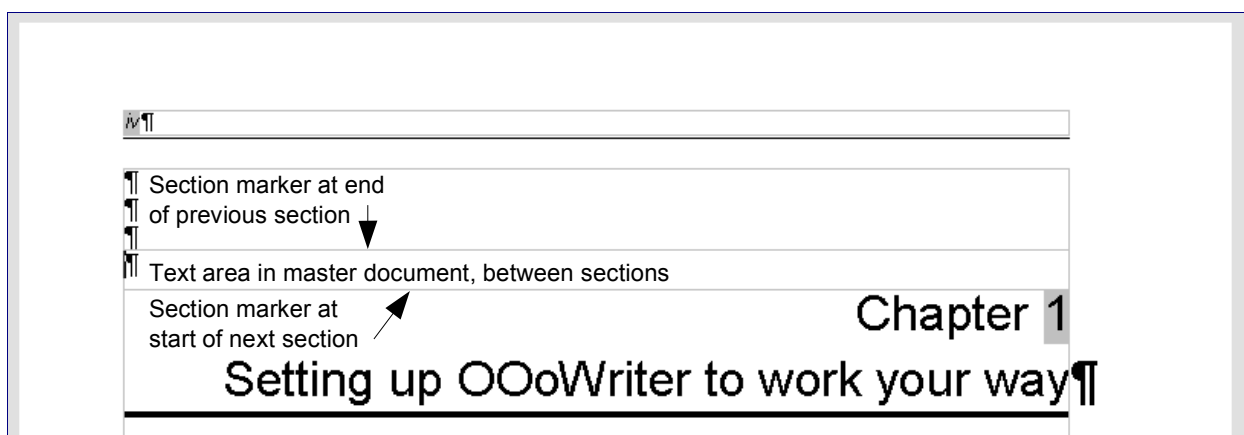 iv¶
¶ Section marker at end
¶ of previous section
¶
¶ Text area in master document, between sections
Section marker at
start of next section
Chapter 1
Setting up OOoWriter to work your way¶